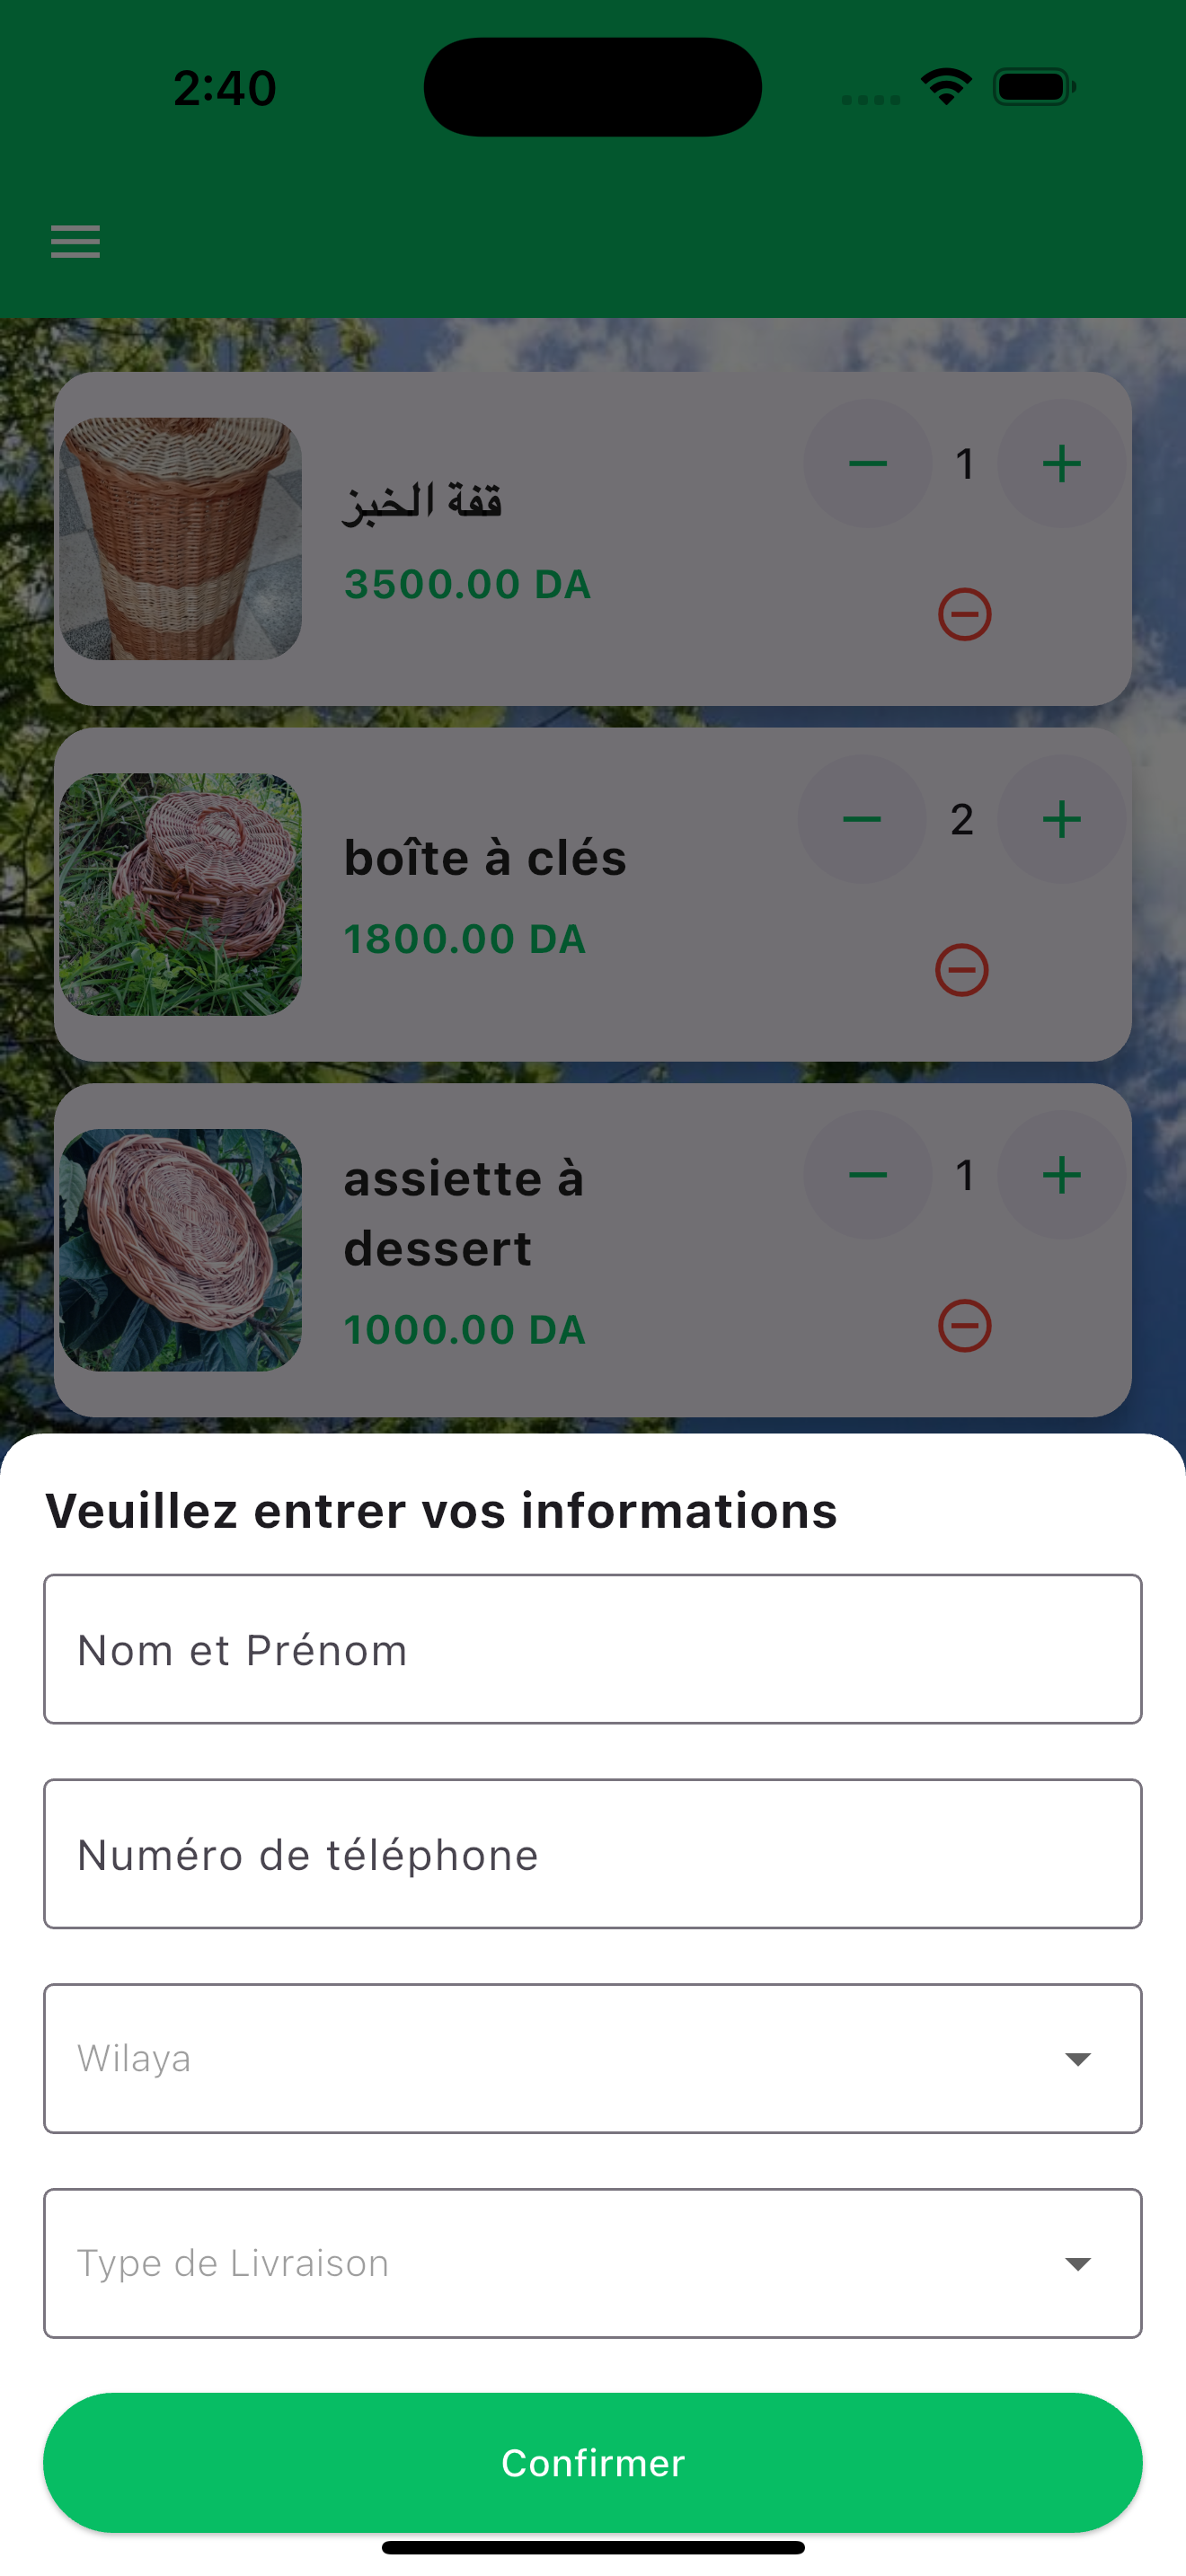 2:40
قفة الخبز
3500.00 DA
1
boîte à clés
1800.00 DA
2
assiette à
dessert
1000.00 DA
1
Veuillez entrer vos informations
Nom et Prénom
Numéro de téléphone
Wilaya
Type de Livraison
Confirmer